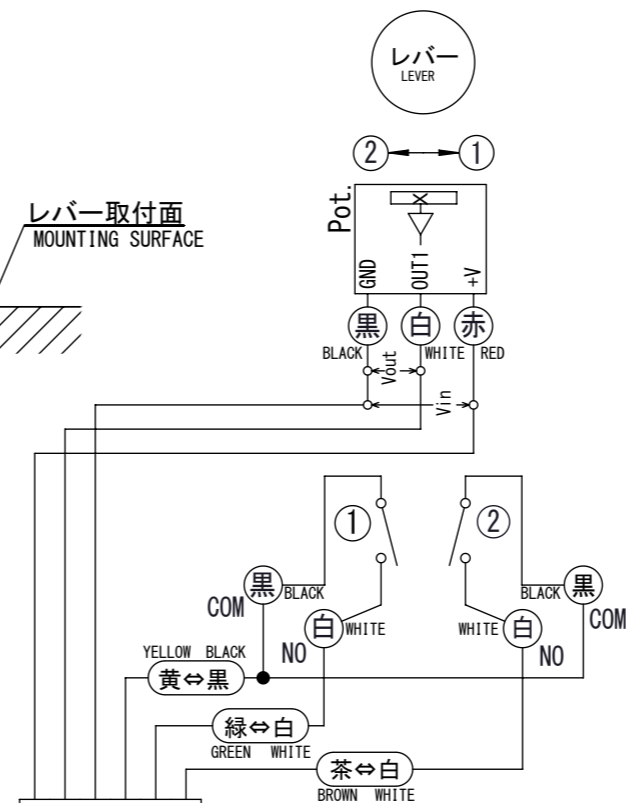 レバー
LEVER
② ①
レバー取付面
MOUNTING SURFACE
Pot.
GND OUT1 +V
黒 白 赤
BLACK WHITE RED
Vout
Vin
① ②
黒 BLACK BLACK 黒
COM COM
白 WHITE WHITE 白
NO NO
YELLOW BLACK
黄⇔黒
緑⇔白
GREEN WHITE
茶⇔白
BROWN WHITE